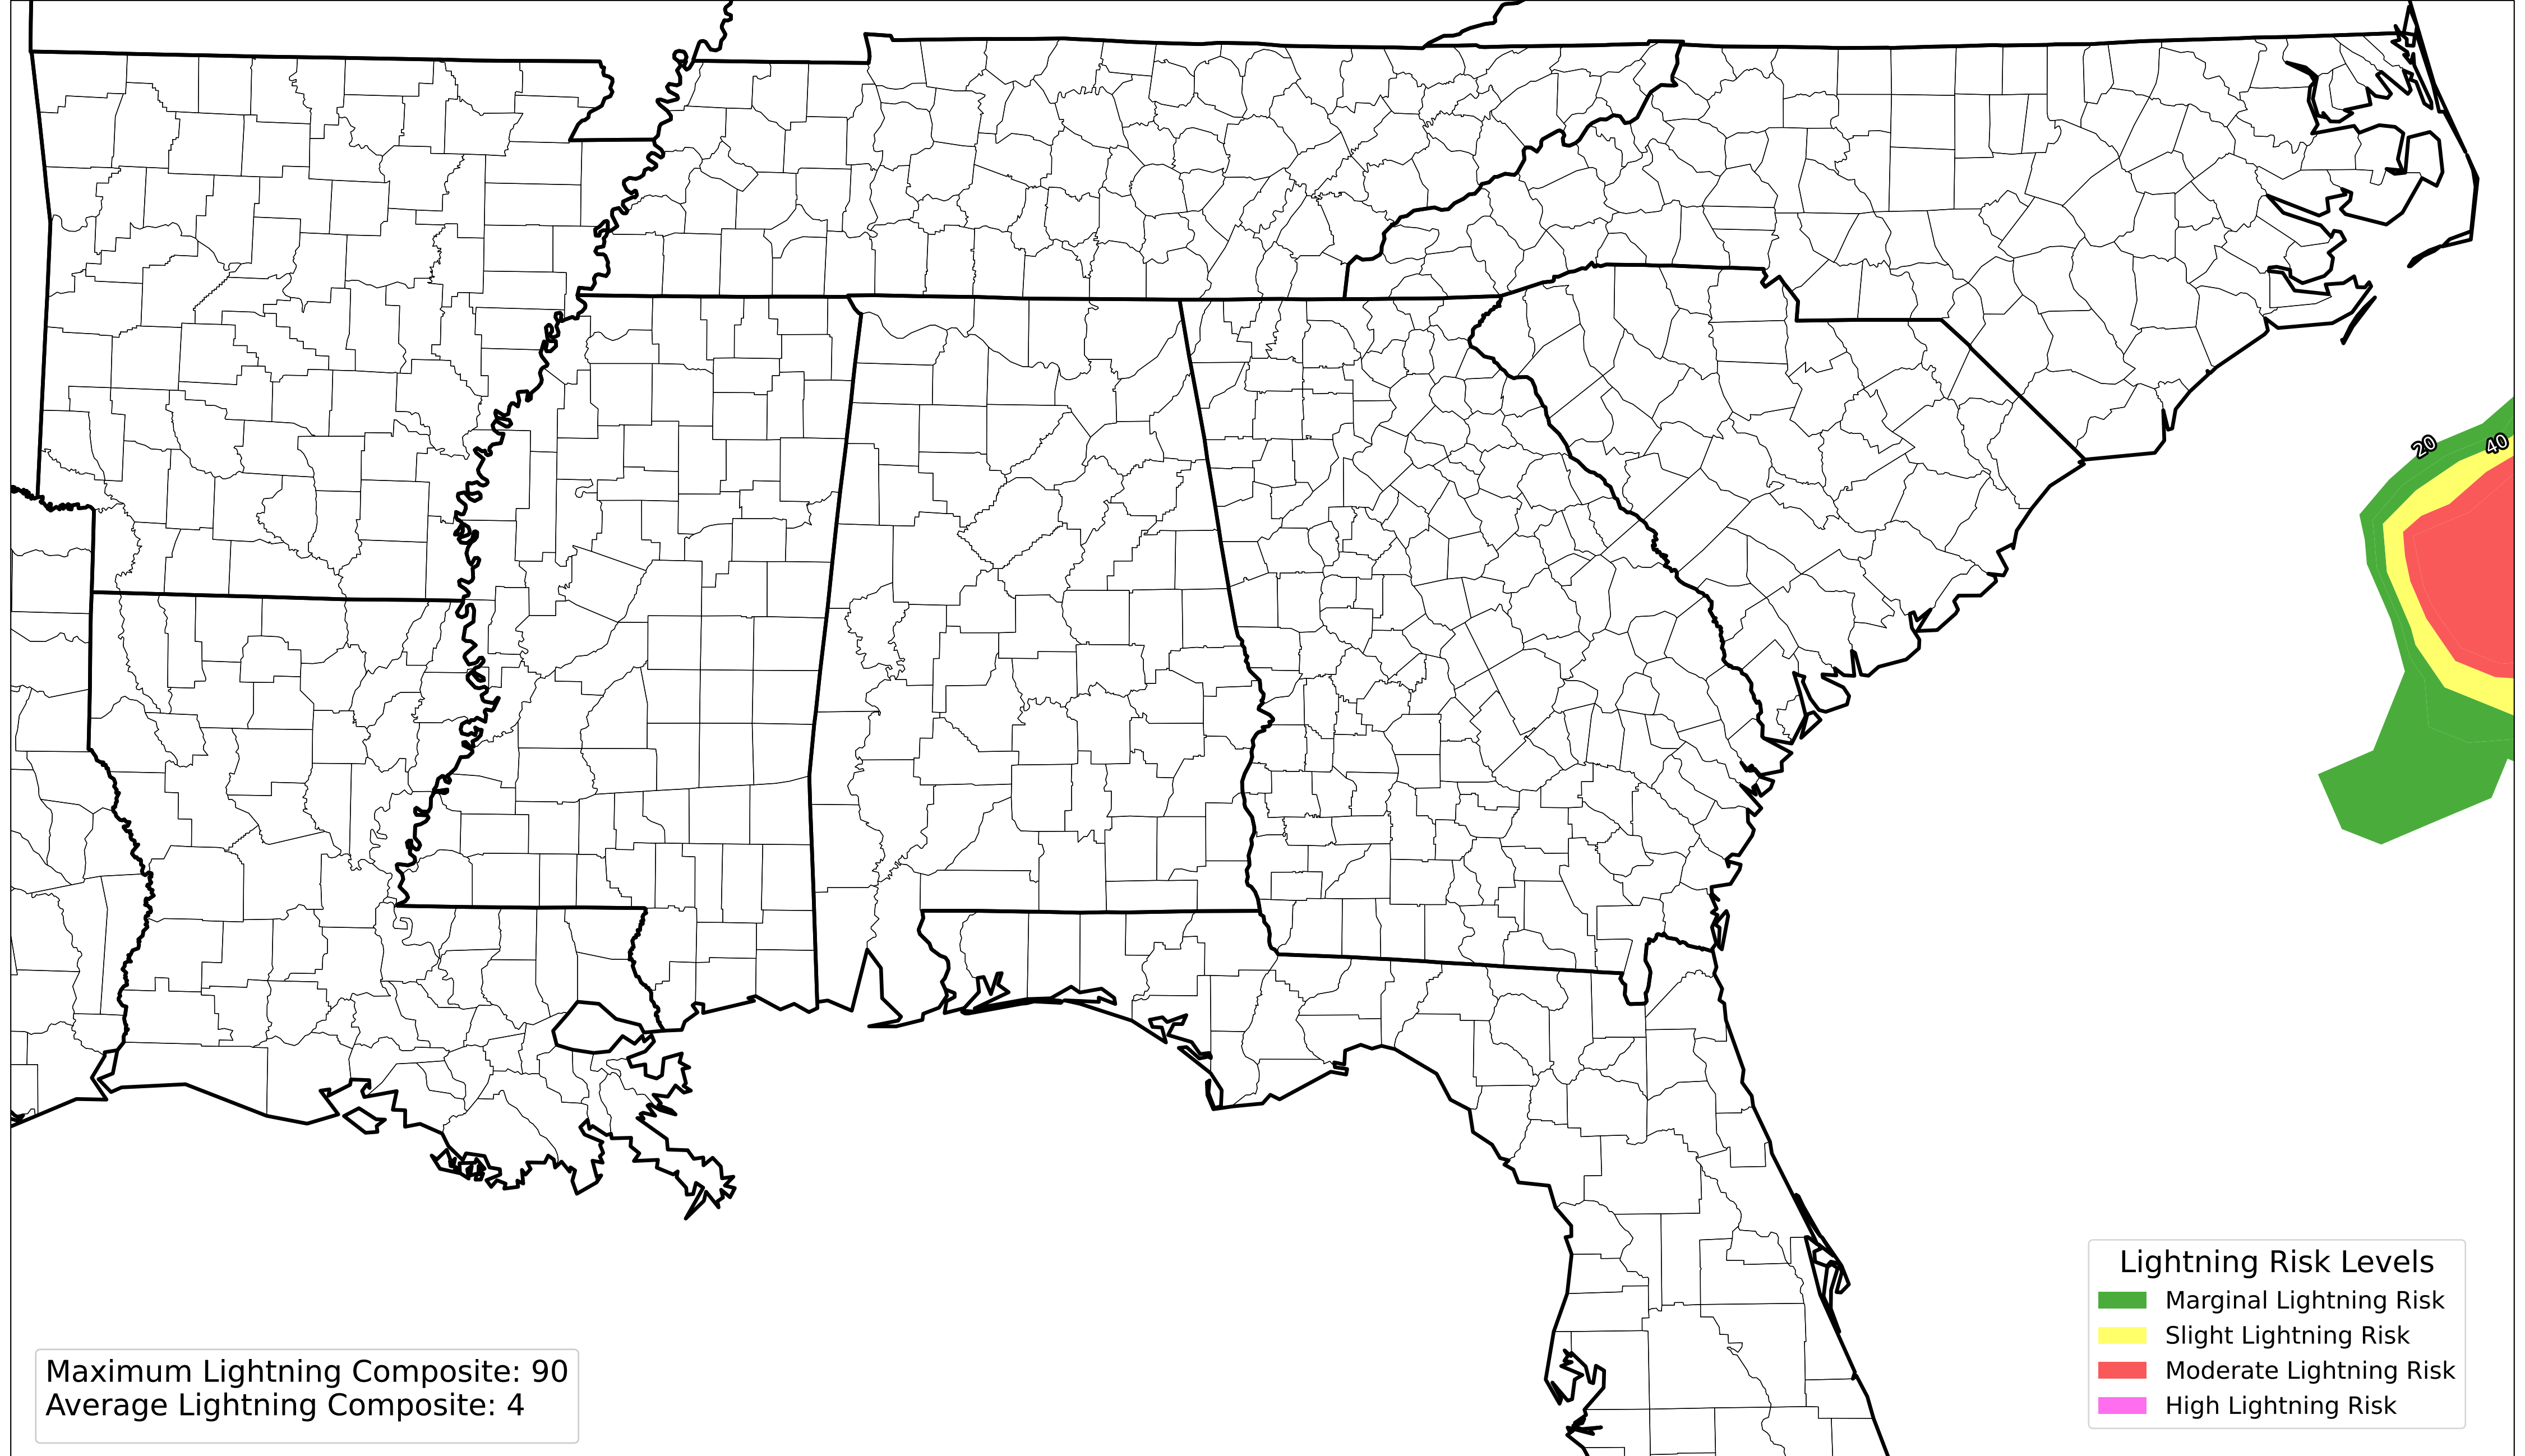 20
40
Lightning Risk Levels
Marginal Lightning Risk
Slight Lightning Risk
Moderate Lightning Risk
High Lightning Risk
Maximum Lightning Composite: 90
Average Lightning Composite: 4